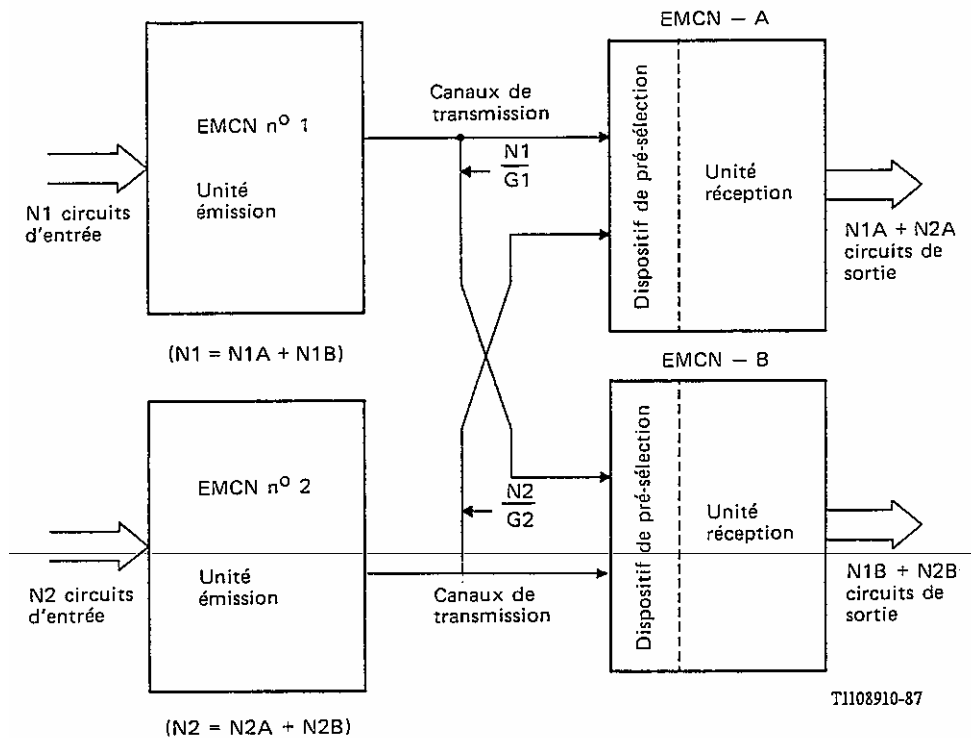 EMCN – A
EMCN nº 1
Unité
émission
N1 circuits
d'entrée
(N1 = N1A + N1B)
Canaux de
transmission
N1
G1
Dispositif de pré-sélection
Unité
réception
N1A + N2A
circuits de
sortie
EMCN – B
EMCN nº 2
Unité
émission
N2 circuits
d'entrée
(N2 = N2A + N2B)
N2
G2
Canaux de
transmission
Dispositif de pré-sélection
Unité
réception
N1B + N2B
circuits de
sortie
T1108910-87